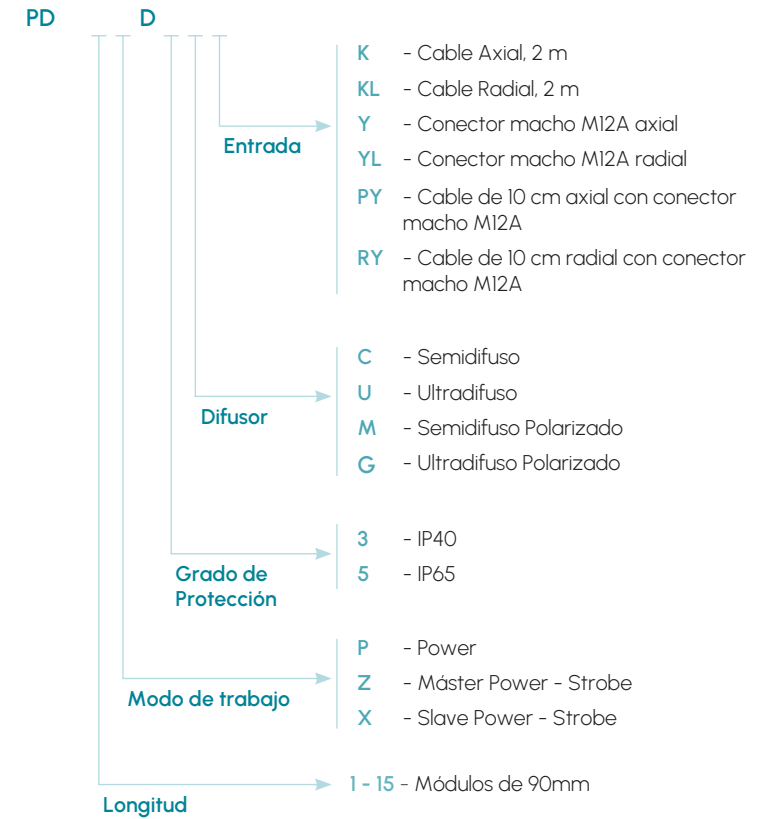 PD D
K - Cable Axial, 2 m
KL - Cable Radial, 2 m
Y - Conector macho M12A axial
Entrada
YL - Conector macho M12A radial
PY - Cable de 10 cm axial con conector
macho M12A
RY - Cable de 10 cm radial con conector
macho M12A
C - Semidifuso
U - Ultradifuso
Difusor
M - Semidifuso Polarizado
G - Ultradifuso Polarizado
3 - IP40
5 - IP65
Grado de
Protección
P - Power
Z - Máster Power - Strobe
Modo de trabajo
X - Slave Power - Strobe
1 - 15 - Módulos de 90mm
Longitud